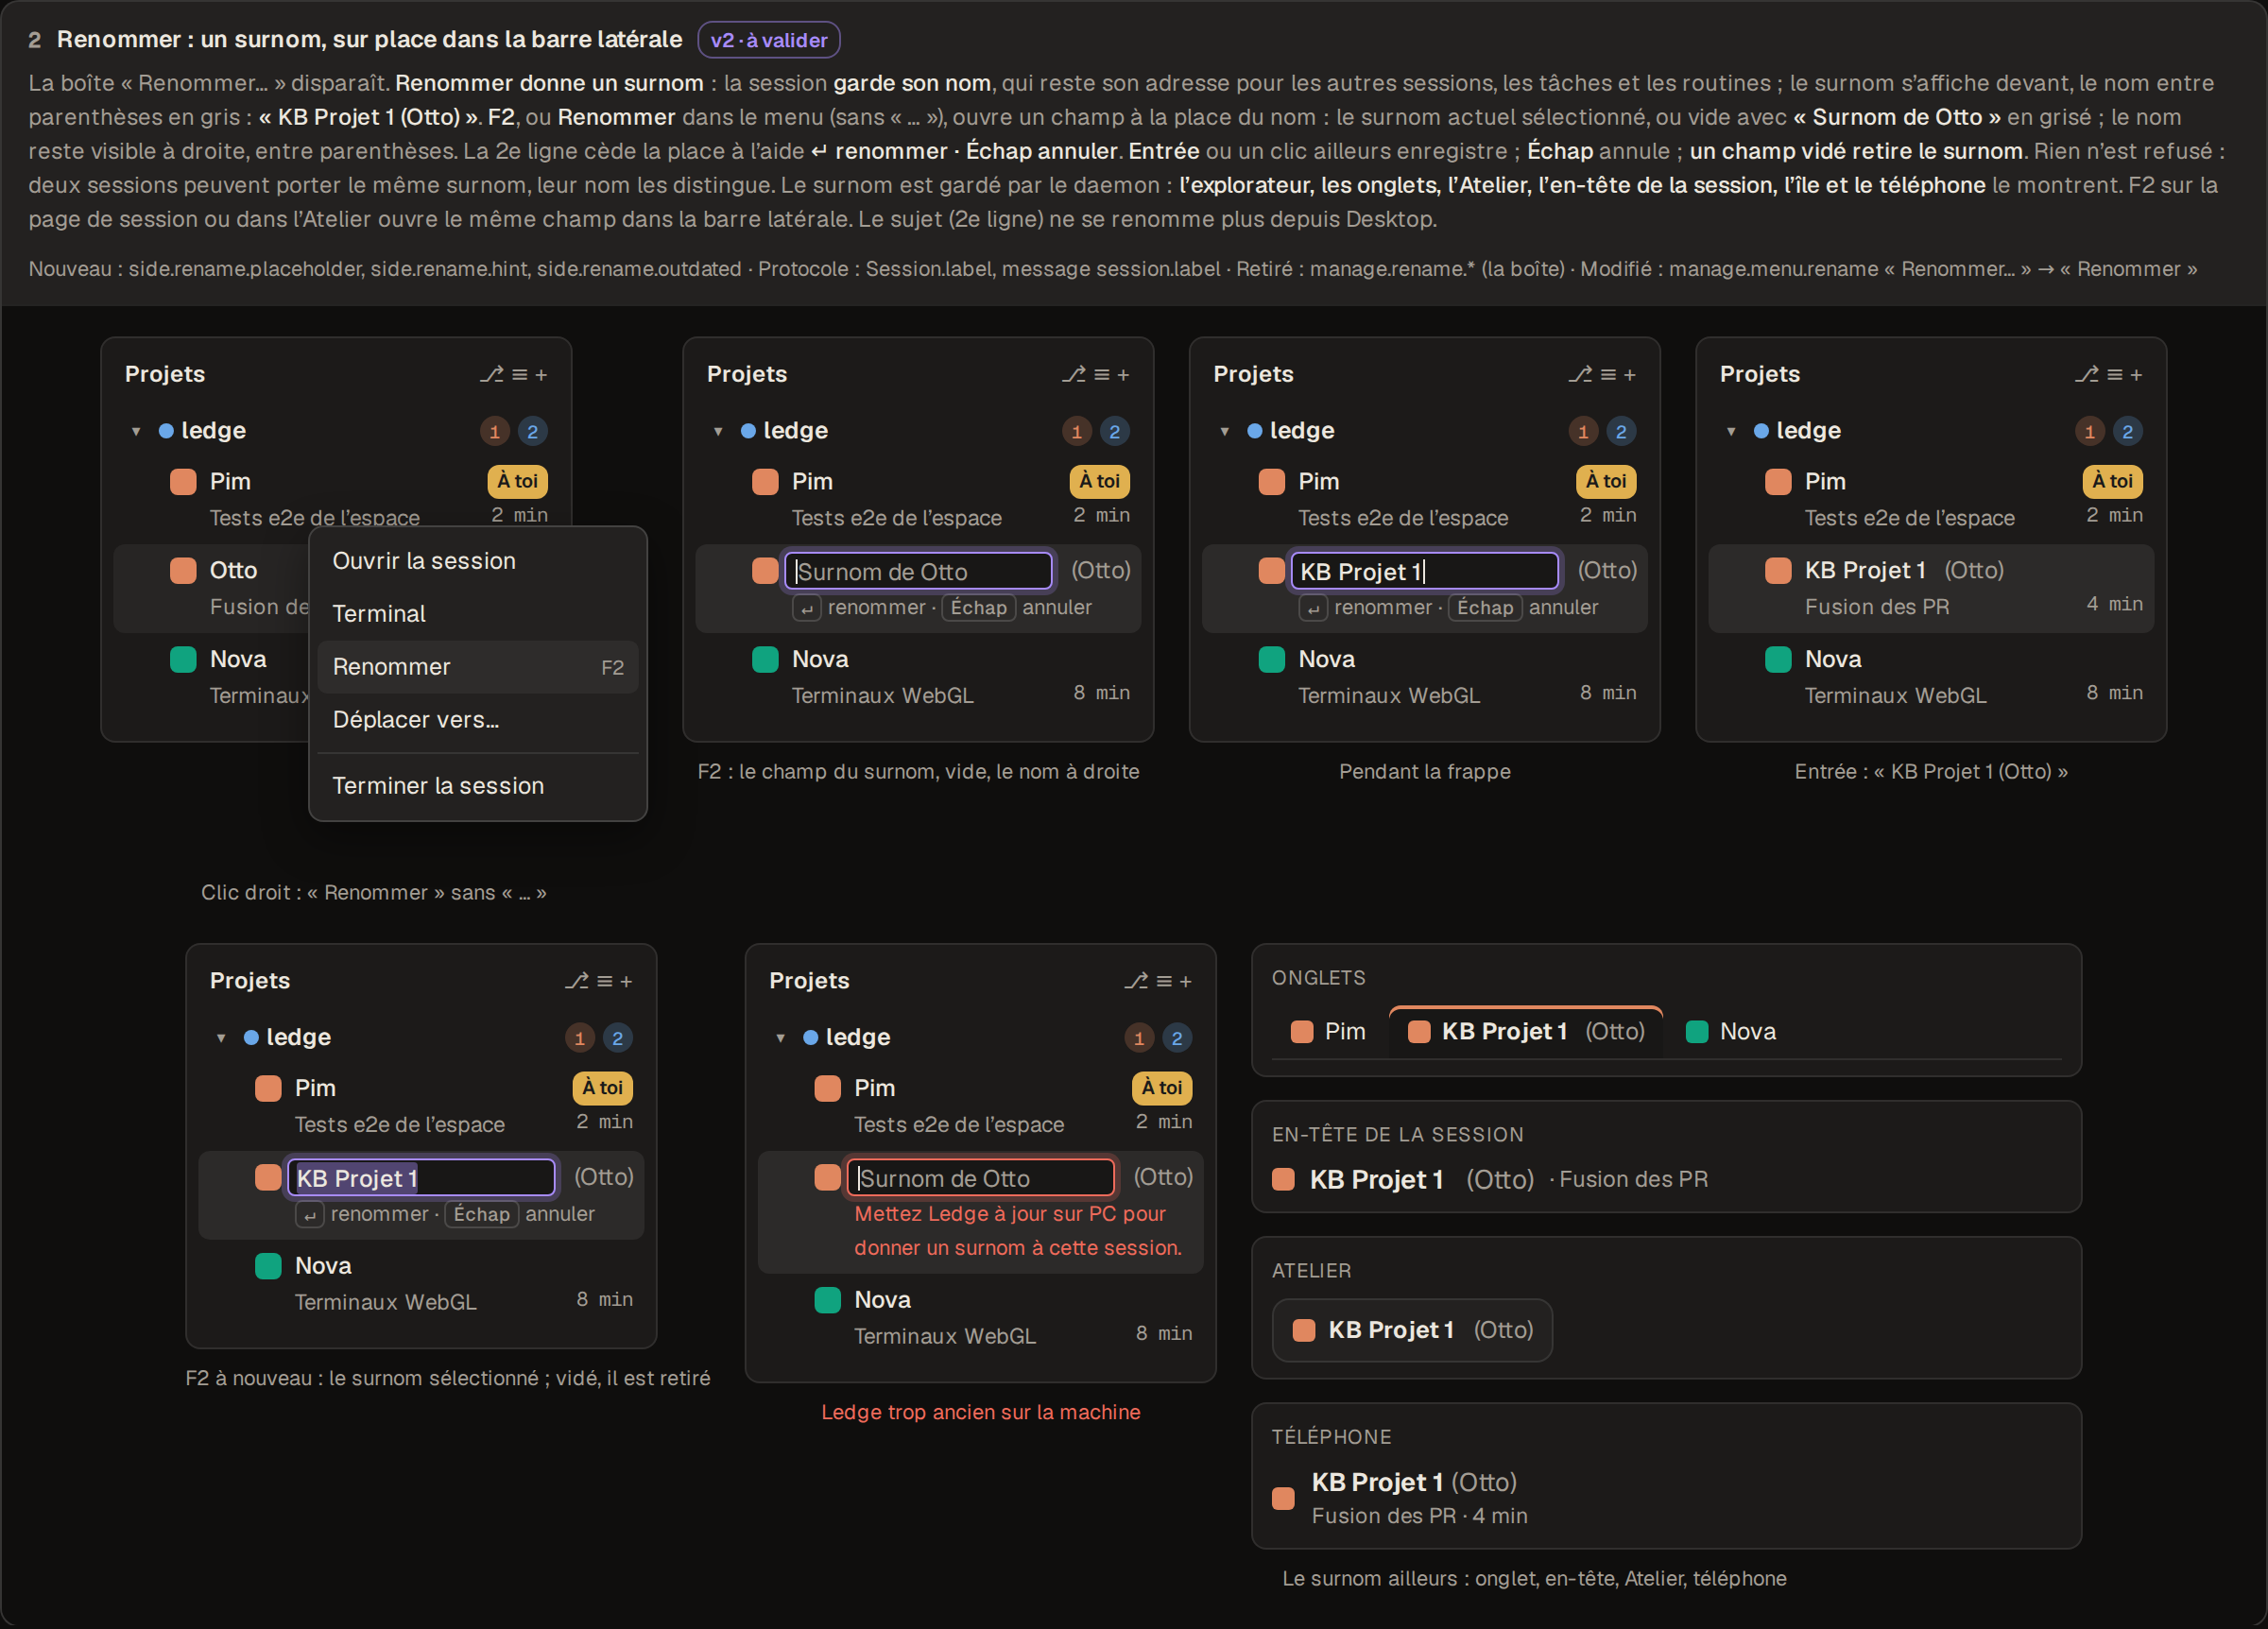 2 Renommer : un surnom, sur place dans la barre latérale v2 · à valider
La boîte « Renommer… » disparaît. Renommer donne un surnom : la session garde son nom, qui reste son adresse pour les autres sessions, les tâches et les routines ; le surnom s’affiche devant, le nom entre
parenthèses en gris : « KB Projet 1 (Otto) ». F2, ou Renommer dans le menu (sans « … »), ouvre un champ à la place du nom : le surnom actuel sélectionné, ou vide avec « Surnom de Otto » en grisé ; le nom
reste visible à droite, entre parenthèses. La 2e ligne cède la place à l’aide ↵ renommer · Échap annuler. Entrée ou un clic ailleurs enregistre ; Échap annule ; un champ vidé retire le surnom. Rien n’est refusé :
deux sessions peuvent porter le même surnom, leur nom les distingue. Le surnom est gardé par le daemon : l’explorateur, les onglets, l’Atelier, l’en-tête de la session, l’île et le téléphone le montrent. F2 sur la
page de session ou dans l’Atelier ouvre le même champ dans la barre latérale. Le sujet (2e ligne) ne se renomme plus depuis Desktop.
Nouveau : side.rename.placeholder, side.rename.hint, side.rename.outdated · Protocole : Session.label, message session.label · Retiré : manage.rename.* (la boîte) · Modifié : manage.menu.rename « Renommer… » → « Renommer »
Projets ⎇ ≡ +
▾ ledge 1 2
Pim À toi
Tests e2e de l’espace 2 min
Otto
Fusion de
Nova
Terminaux
Ouvrir la session
Terminal
Renommer F2
Déplacer vers…
Terminer la session
Clic droit : « Renommer » sans « … »
Projets ⎇ ≡ +
▾ ledge 1 2
Pim À toi
Tests e2e de l’espace 2 min
Surnom de Otto (Otto)
↵ renommer · Échap annuler
Nova
Terminaux WebGL 8 min
F2 : le champ du surnom, vide, le nom à droite
Projets ⎇ ≡ +
▾ ledge 1 2
Pim À toi
Tests e2e de l’espace 2 min
KB Projet 1 (Otto)
↵ renommer · Échap annuler
Nova
Terminaux WebGL 8 min
Pendant la frappe
Projets ⎇ ≡ +
▾ ledge 1 2
Pim À toi
Tests e2e de l’espace 2 min
KB Projet 1 (Otto)
Fusion des PR 4 min
Nova
Terminaux WebGL 8 min
Entrée : « KB Projet 1 (Otto) »
Projets ⎇ ≡ +
▾ ledge 1 2
Pim À toi
Tests e2e de l’espace 2 min
KB Projet 1 (Otto)
↵ renommer · Échap annuler
Nova
Terminaux WebGL 8 min
F2 à nouveau : le surnom sélectionné ; vidé, il est retiré
Projets ⎇ ≡ +
▾ ledge 1 2
Pim À toi
Tests e2e de l’espace 2 min
Surnom de Otto (Otto)
Mettez Ledge à jour sur PC pour
donner un surnom à cette session.
Nova
Terminaux WebGL 8 min
Ledge trop ancien sur la machine
ONGLETS
Pim KB Projet 1 (Otto) Nova
EN-TÊTE DE LA SESSION
KB Projet 1 (Otto) · Fusion des PR
ATELIER
KB Projet 1 (Otto)
TÉLÉPHONE
KB Projet 1 (Otto)
Fusion des PR · 4 min
Le surnom ailleurs : onglet, en-tête, Atelier, téléphone